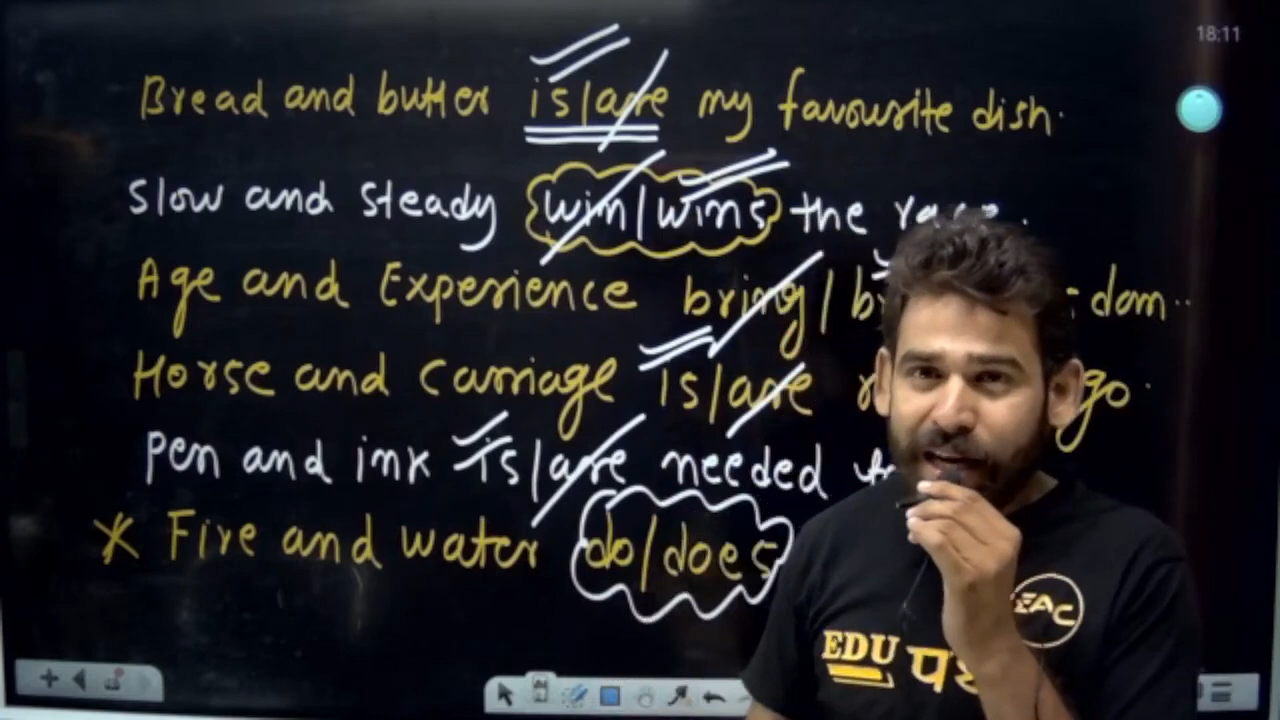 18:11
Bread and butter is/are my favourite dish.
Slow and steady win/wins the race.
Age and Experience bring/
Horse and carriage is/are go.
Pen and ink is/are needed
* Fire and water do/does
EAC
EDU